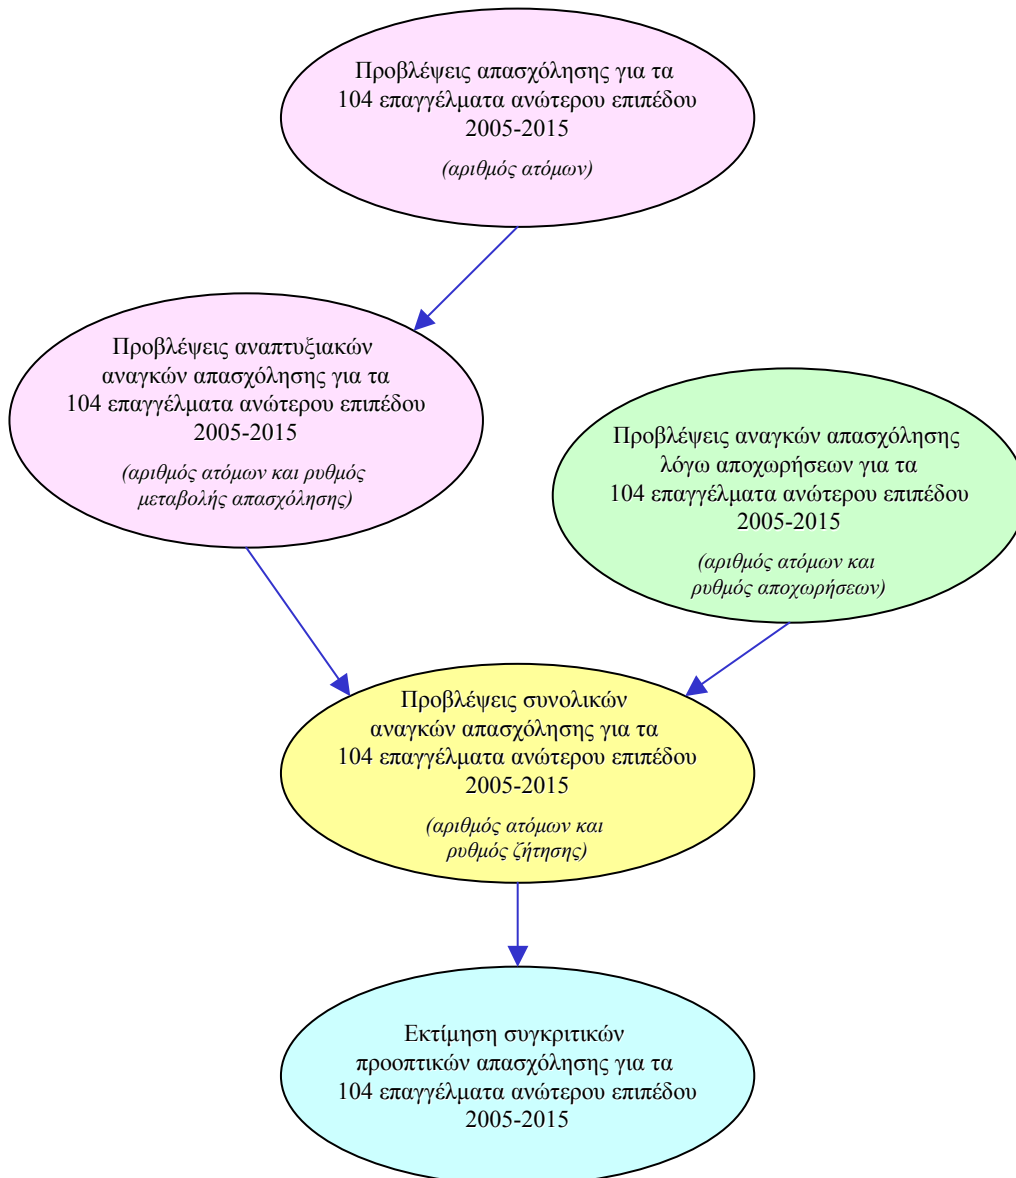 Προβλέψεις απασχόλησης για τα
104 επαγγέλματα ανώτερου επιπέδου
2005-2015
(αριθμός ατόμων)
Προβλέψεις αναπτυξιακών
αναγκών απασχόλησης για τα
104 επαγγέλματα ανώτερου επιπέδου
2005-2015
(αριθμός ατόμων και ρυθμός
μεταβολής απασχόλησης)
Προβλέψεις αναγκών απασχόλησης
λόγω αποχωρήσεων για τα
104 επαγγέλματα ανώτερου επιπέδου
2005-2015
(αριθμός ατόμων και
ρυθμός αποχωρήσεων)
Προβλέψεις συνολικών
αναγκών απασχόλησης για τα
104 επαγγέλματα ανώτερου επιπέδου
2005-2015
(αριθμός ατόμων και
ρυθμός ζήτησης)
Εκτίμηση συγκριτικών
προοπτικών απασχόλησης για τα
104 επαγγέλματα ανώτερου επιπέδου
2005-2015